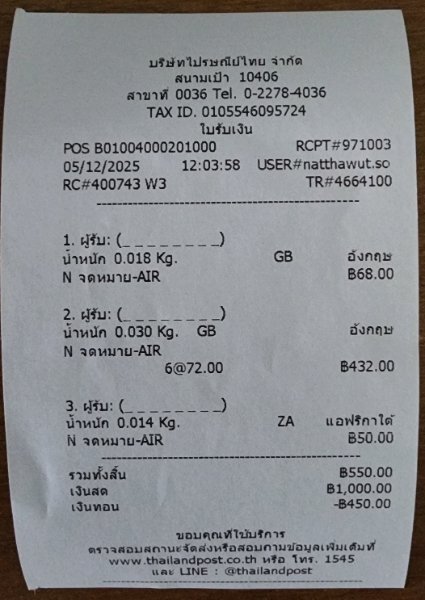 บริษัทไปรษณีย์ไทย จำกัด
สนามเป้า 10406
สาขาที่ 0036 Tel. 0-2278-4036
TAX ID. 0105546095724
ใบรับเงิน
POS B01004000201000 RCPT#971003
05/12/2025 12:03:58 USER#natthawut.so
RC#400743 W3 TR#4664100
1. ผู้รับ: (_ _ _ _ _ _ _ _)
น้ำหนัก 0.018 Kg. GB อังกฤษ
N จดหมาย-AIR ฿68.00
2. ผู้รับ: (_ _ _ _ _ _ _ _)
น้ำหนัก 0.030 Kg. GB อังกฤษ
N จดหมาย-AIR
6@72.00 ฿432.00
3. ผู้รับ: (_ _ _ _ _ _ _ _)
น้ำหนัก 0.014 Kg. ZA แอฟริกาใต้
N จดหมาย-AIR ฿50.00
รวมทั้งสิ้น ฿550.00
เงินสด ฿1,000.00
เงินทอน -฿450.00
ขอบคุณที่ใช้บริการ
ตรวจสอบสถานะจัดส่งหรือสอบถามข้อมูลเพิ่มเติมที่
www.thailandpost.co.th หรือ โทร. 1545
และ LINE : @thailandpost